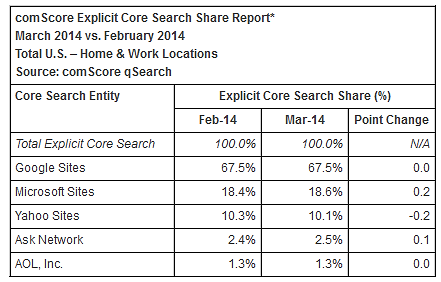 comScore Explicit Core Search Share Report*
March 2014 vs. February 2014
Total U.S. – Home & Work Locations
Source: comScore qSearch
Core Search Entity Explicit Core Search Share (%)
Feb-14 Mar-14 Point Change
Total Explicit Core Search 100.0% 100.0% N/A
Google Sites 67.5% 67.5% 0.0
Microsoft Sites 18.4% 18.6% 0.2
Yahoo Sites 10.3% 10.1% -0.2
Ask Network 2.4% 2.5% 0.1
AOL, Inc. 1.3% 1.3% 0.0